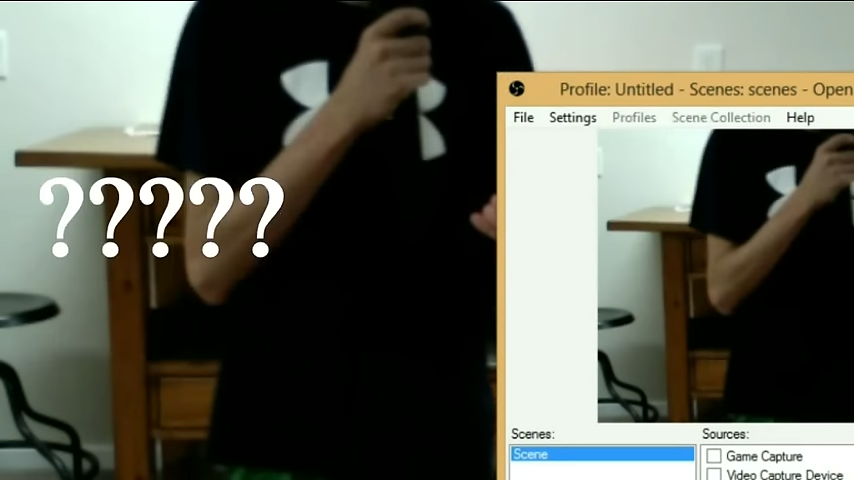 ?????
Profile: Untitled - Scenes: scenes - Open
File Settings Profiles Scene Collection Help
Scenes:
Sources:
Scene
Game Capture
Video Capture Device